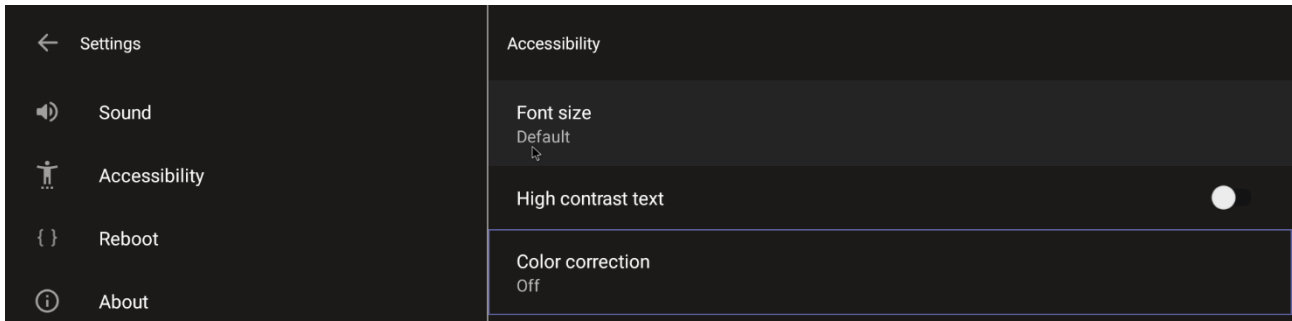 Settings
Sound
Accessibility
Reboot
About
Accessibility
Font size
Default
High contrast text
Color correction
Off